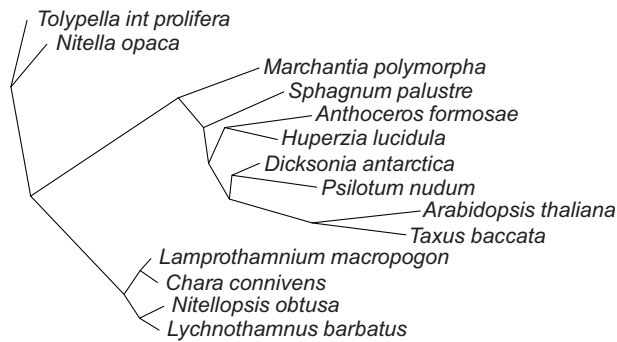 Tolypella int prolifera
Nitella opaca
Marchantia polymorpha
Sphagnum palustre
Anthoceros formosae
Huperzia lucidula
Dicksonia antarctica
Psilotum nudum
Arabidopsis thaliana
Taxus baccata
Lamprothamnium macropogon
Chara connivens
Nitellopsis obtusa
Lychnothamnus barbatus